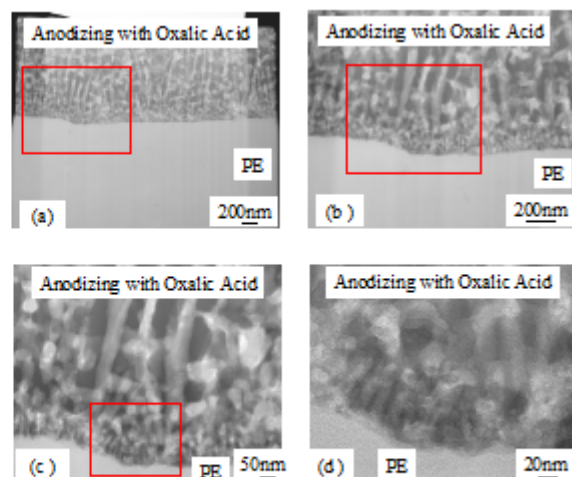 Anodizing with Oxalic Acid
PE
(a)
200nm
Anodizing with Oxalic Acid
PE
(b )
200nm
Anodizing with Oxalic Acid
(c )
PE
50nm
Anodizing with Oxalic Acid
(d )
PE
20nm